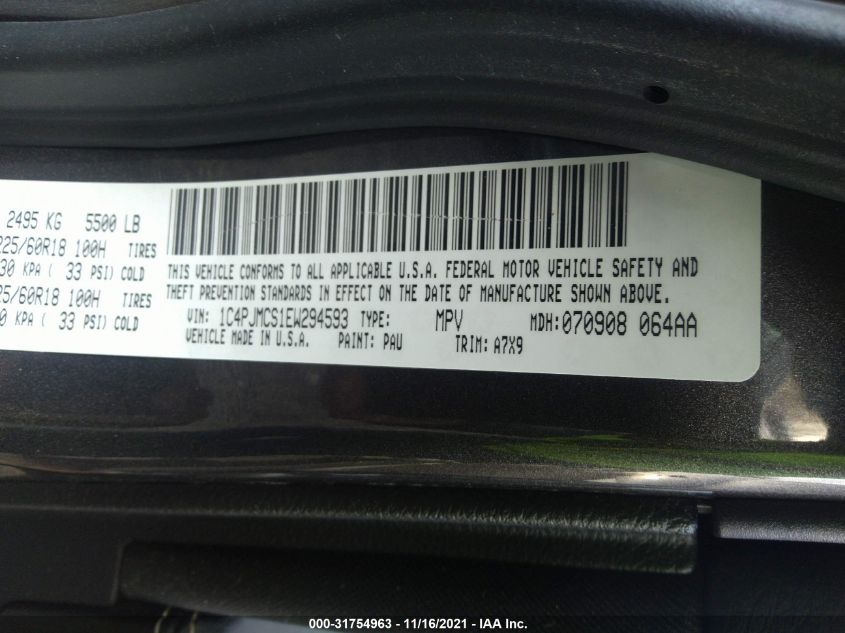 2495 KG 5500 LB
225/60R18 100H TIRES
30 KPA ( 33 PSI) COLD
25/60R18 100H TIRES
0 KPA ( 33 PSI) COLD
THIS VEHICLE CONFORMS TO ALL APPLICABLE U.S.A. FEDERAL MOTOR VEHICLE SAFETY AND
THEFT PREVENTION STANDARDS IN EFFECT ON THE DATE OF MANUFACTURE SHOWN ABOVE.
VIN: 1C4PJMCS1EW294593 TYPE: MPV MDH:070908 064AA
VEHICLE MADE IN U.S.A. PAINT: PAU TRIM: A7X9
000-31754963 - 11/16/2021 - IAA Inc.